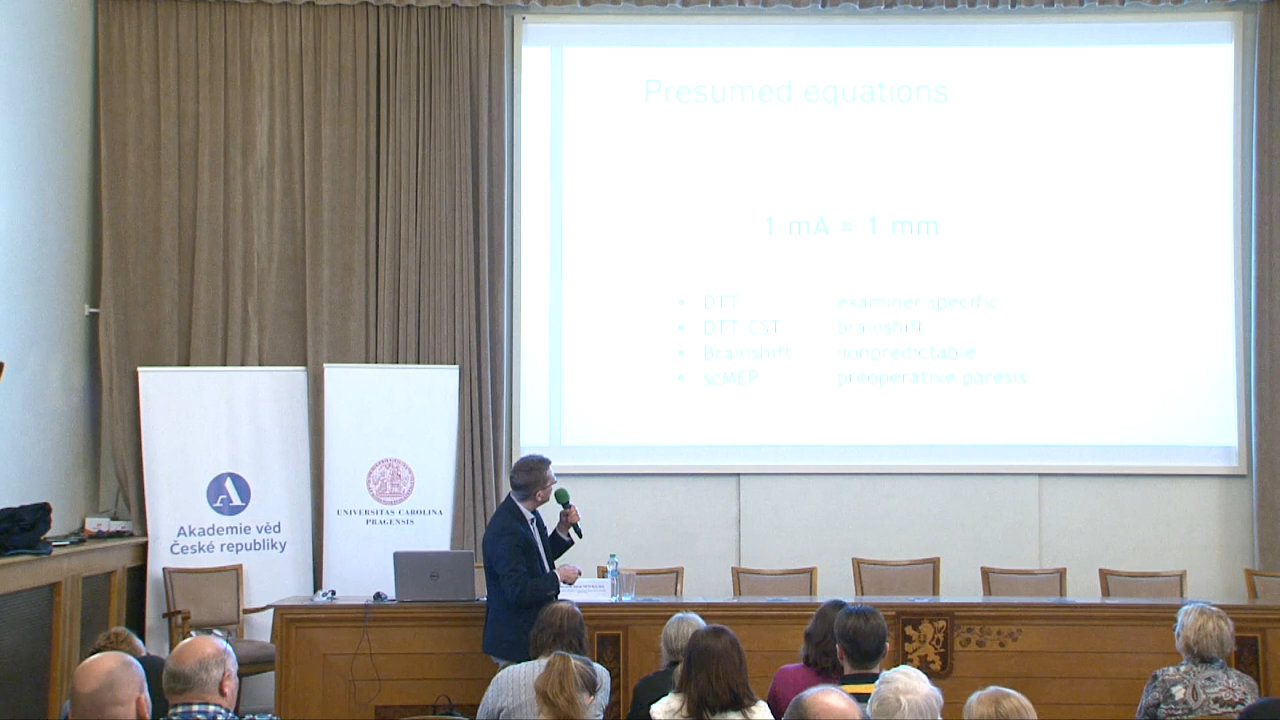 Presumed equations
1 mA = 1 mm
• DTT examiner specific
• DTT CST brainshift
• Brainshift nonpredictable
• scMEP preoperative paresis
Akademie věd
České republiky
UNIVERSITAS CAROLINA
PRAGENSIS
DELL